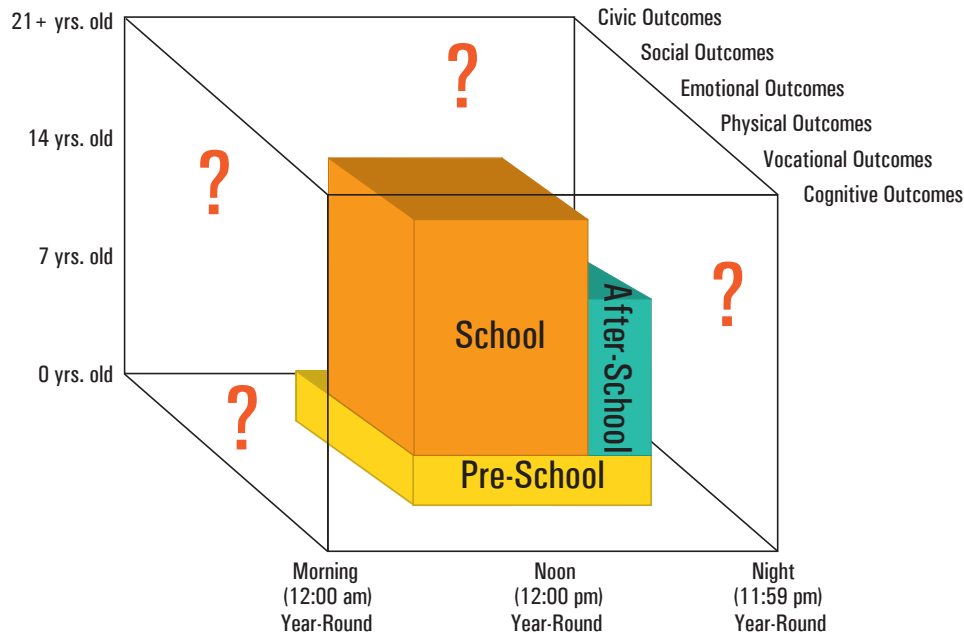 21+ yrs. old
14 yrs. old
7 yrs. old
0 yrs. old
Civic Outcomes
Social Outcomes
Emotional Outcomes
Physical Outcomes
Vocational Outcomes
Cognitive Outcomes
?
?
?
?
School
After-School
Pre-School
Morning
(12:00 am)
Year-Round
Noon
(12:00 pm)
Year-Round
Night
(11:59 pm)
Year-Round